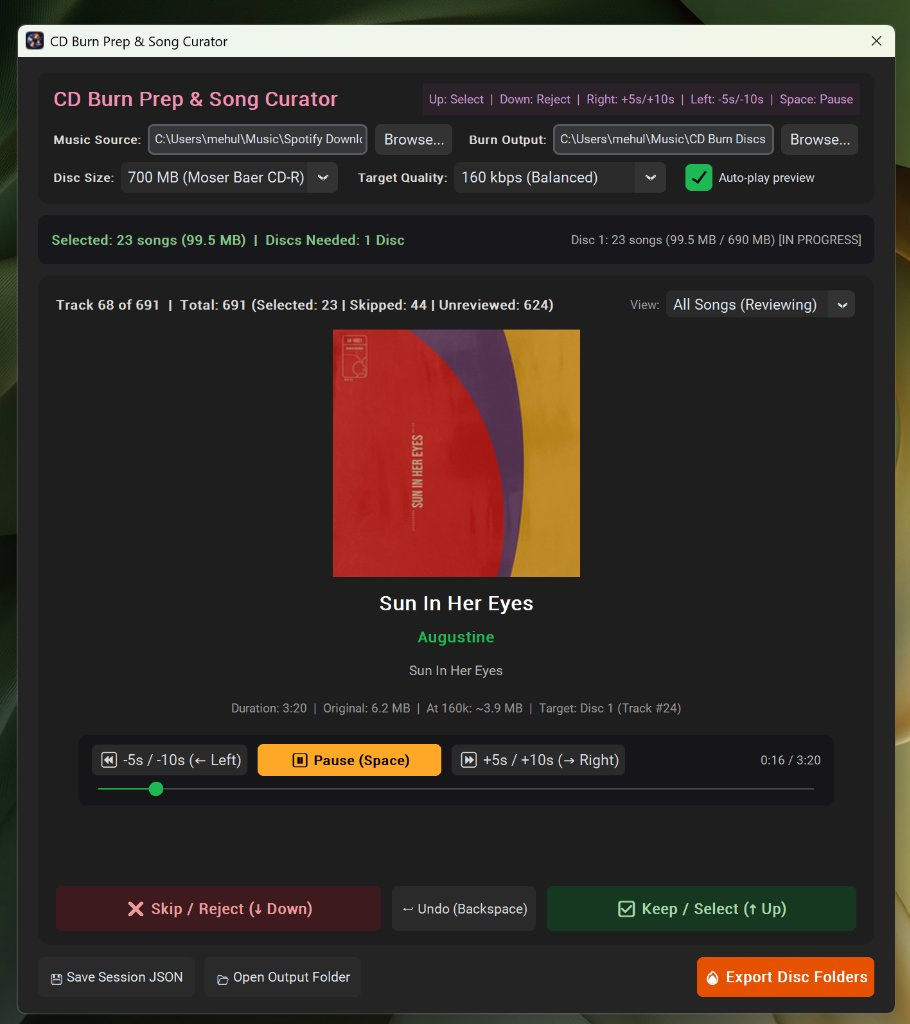 CD Burn Prep & Song Curator
CD Burn Prep & Song Curator
Up: Select | Down: Reject | Right: +5s/+10s | Left: -5s/-10s | Space: Pause
Music Source: C:\Users\mehul\Music\Spotify Downlo Browse... Burn Output: C:\Users\mehul\Music\CD Burn Discs Browse...
Disc Size: 700 MB (Moser Baer CD-R) Target Quality: 160 kbps (Balanced) Auto-play preview
Selected: 23 songs (99.5 MB) | Discs Needed: 1 Disc
Disc 1: 23 songs (99.5 MB / 690 MB) [IN PROGRESS]
Track 68 of 691 | Total: 691 (Selected: 23 | Skipped: 44 | Unreviewed: 624)
View: All Songs (Reviewing)
SUN IN HER EYES
Sun In Her Eyes
Augustine
Sun In Her Eyes
Duration: 3:20 | Original: 6.2 MB | At 160k: ~3.9 MB | Target: Disc 1 (Track #24)
-5s / -10s (← Left) Pause (Space) +5s / +10s (→ Right) 0:16 / 3:20
Skip / Reject (↓ Down) ↩ Undo (Backspace) Keep / Select (↑ Up)
Save Session JSON Open Output Folder Export Disc Folders